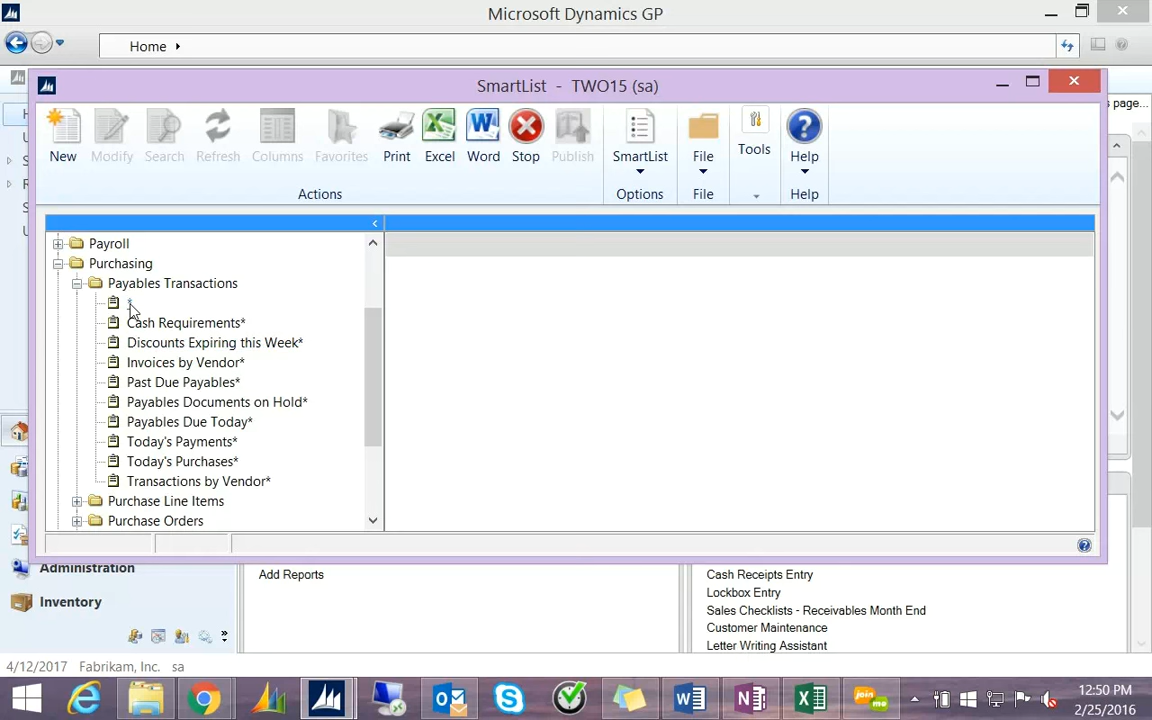 Microsoft Dynamics GP
Home
SmartList - TWO15 (sa)
s page...
New
Modify
Search
Refresh
Columns
Favorites
Print
Excel
Word
Stop
Publish
SmartList
File
Tools
Help
Actions
Options
File
Help
Payroll
Purchasing
Payables Transactions
*
Cash Requirements*
Discounts Expiring this Week*
Invoices by Vendor*
Past Due Payables*
Payables Documents on Hold*
Payables Due Today*
Today's Payments*
Today's Purchases*
Transactions by Vendor*
Purchase Line Items
Purchase Orders
Administration
Inventory
Add Reports
Cash Receipts Entry
Lockbox Entry
Sales Checklists - Receivables Month End
Customer Maintenance
Letter Writing Assistant
4/12/2017 Fabrikam, Inc. sa
join
me
12:50 PM
2/25/2016